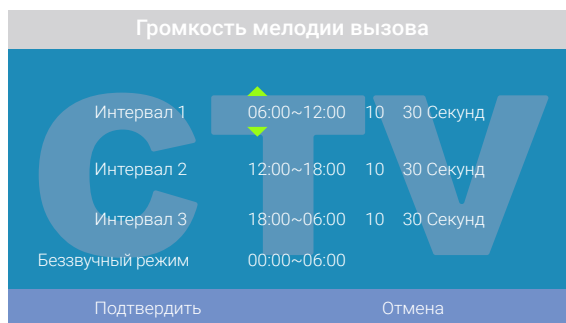 Громкость мелодии вызова
CTV
Интервал 1 06:00~12:00 10 30 Секунд
Интервал 2 12:00~18:00 10 30 Секунд
Интервал 3 18:00~06:00 10 30 Секунд
Беззвучный режим 00:00~06:00
Подтвердить Отмена